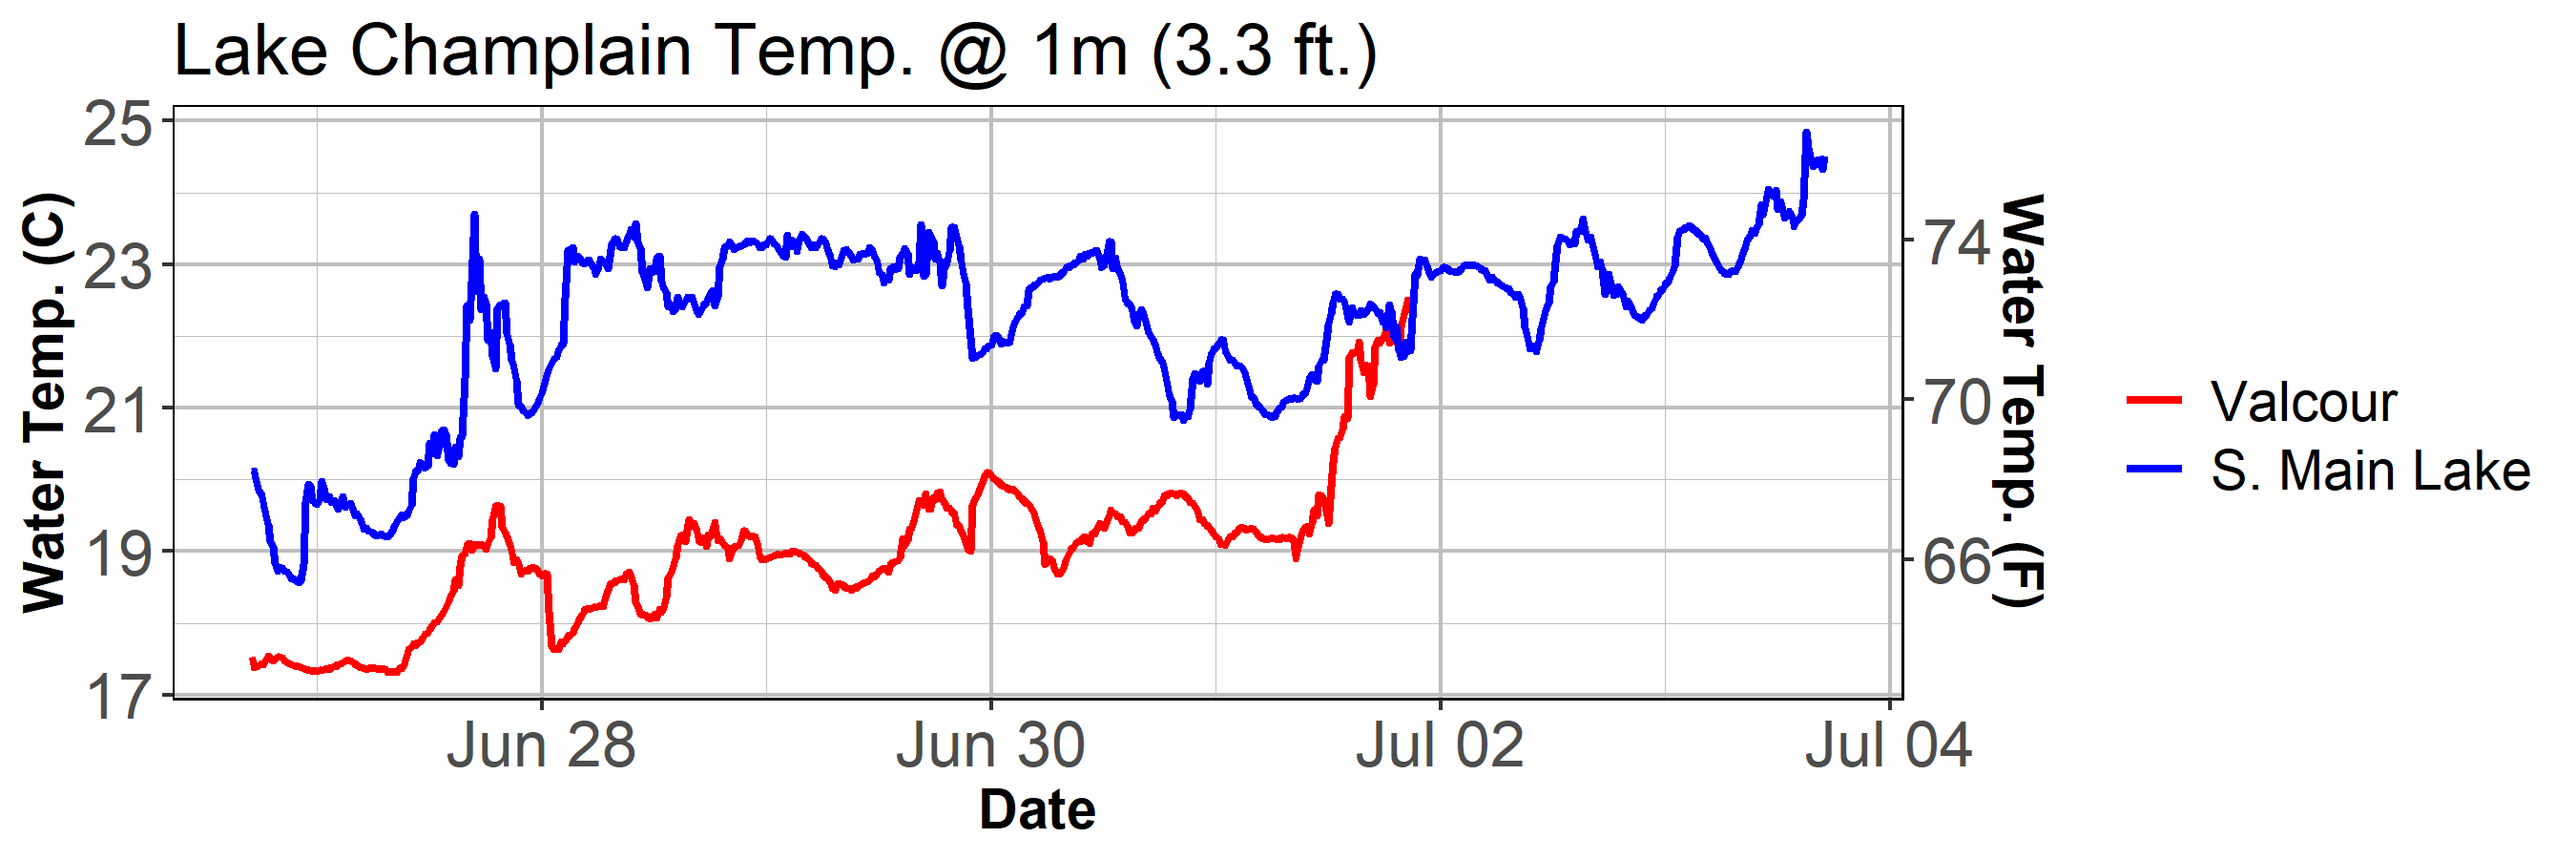 Lake Champlain Temp. @ 1m (3.3 ft.)
Water Temp. (C)
25
23
21
19
17
74
70
66
Water Temp. (F)
Jun 28
Jun 30
Jul 02
Jul 04
Date
Valcour
S. Main Lake